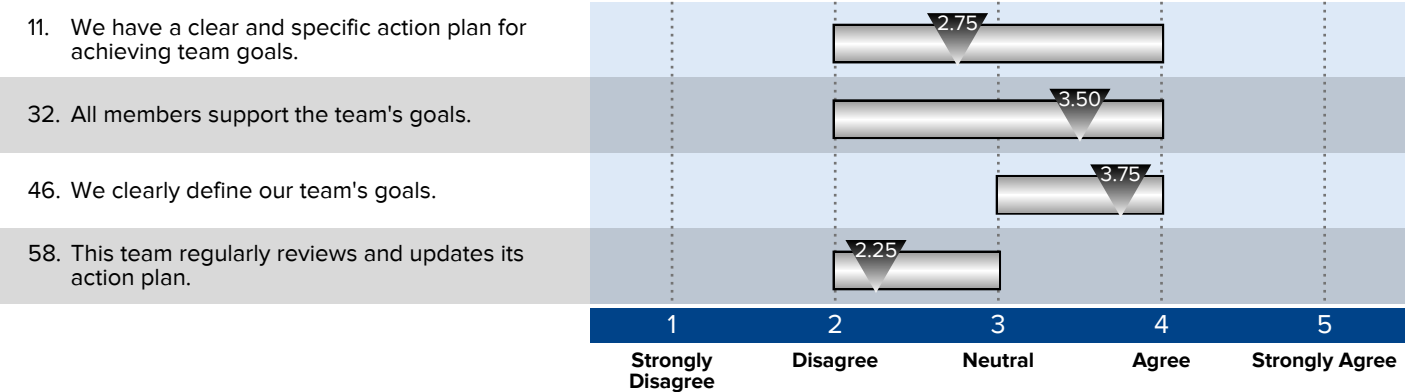 11. We have a clear and specific action plan for
achieving team goals.
2.75
32. All members support the team's goals.
3.50
46. We clearly define our team's goals.
3.75
58. This team regularly reviews and updates its
action plan.
2.25
1 2 3 4 5
Strongly Disagree Neutral Agree Strongly Agree
Disagree